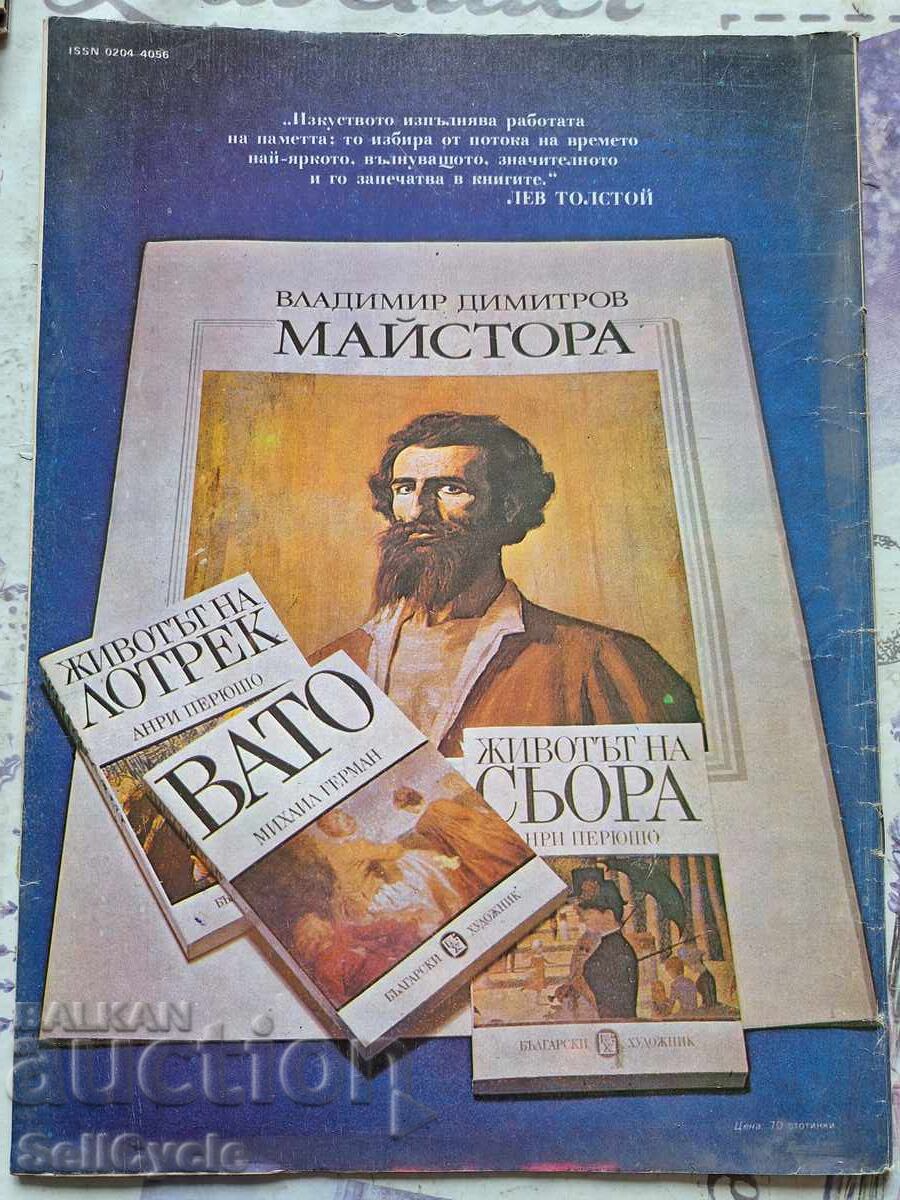 ISSN 0204 4056
„Изкуството изпълнява работата
на паметта; то избира от потока на времето
най-яркото, вълнуващото, значителното
и го запечатва в книгите.“
ЛЕВ ТОЛСТОЙ
ВЛАДИМИР ДИМИТРОВ
МАЙСТОРА
ЖИВОТЪТ НА
ЛОТРЕК
АНРИ ПЕРЮШО
ВАТО
МИХАИЛ ГЕРМАН
БЪЛГАРСКИ ХУДОЖНИК
ЖИВОТЪТ НА
СЬОРА
НРИ ПЕРЮШО
БЪЛГАРСКИ ХУДОЖНИК
Цена: 70 стотинки
BALKAN
auction
SellCycle